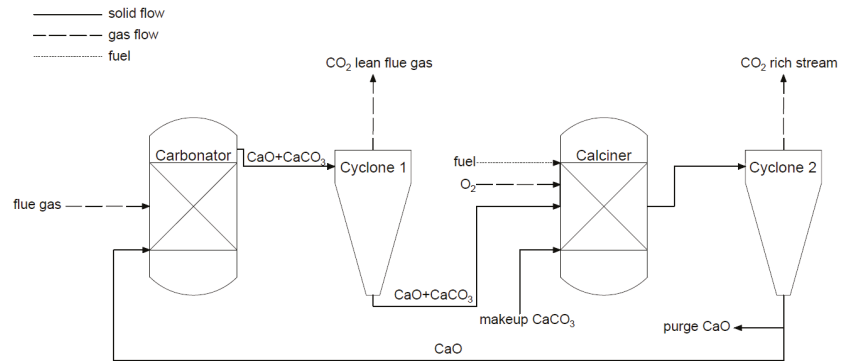 solid flow
gas flow
fuel
CO₂ lean flue gas
CO₂ rich stream
Carbonator
CaO+CaCO₃
Cyclone 1
fuel
O₂
Calciner
Cyclone 2
flue gas
CaO+CaCO₃
makeup CaCO₃
purge CaO
CaO